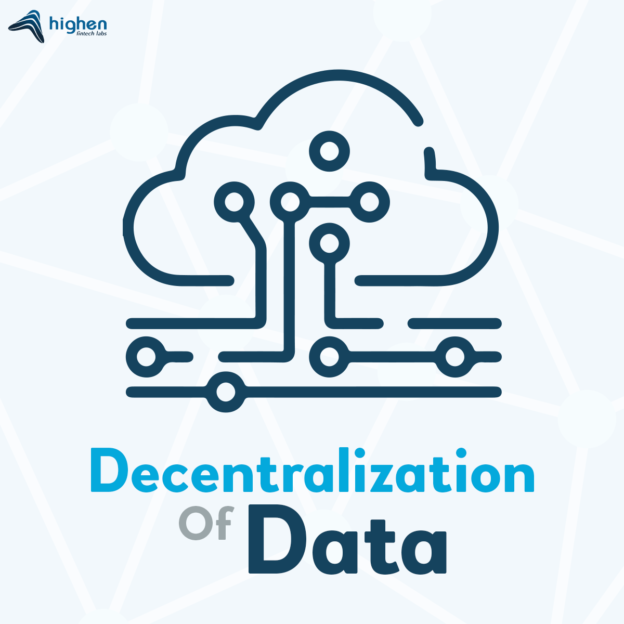 highen
fintech labs
Decentralization
Of Data